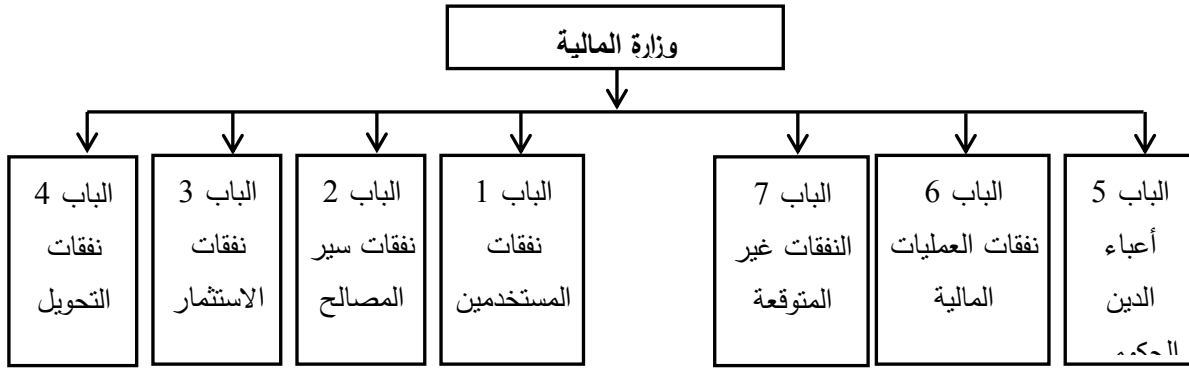 وزارة المالية
الباب 5
أعباء
الدين
الباب 6
نفقات العمليات
المالية
الباب 7
النفقات غير
المتوقعة
الباب 1
نفقات
المستخدمين
الباب 2
نفقات سير
المصالح
الباب 3
نفقات
الاستثمار
الباب 4
نفقات
التحويل